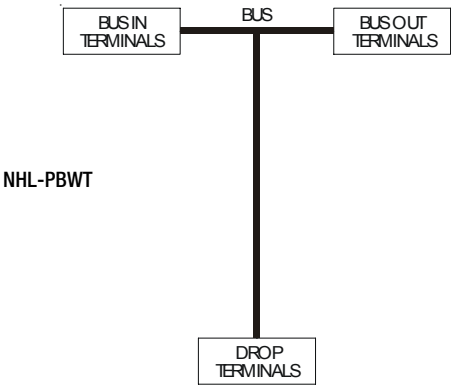 BUS IN
TERMINALS
BUS
BUS OUT
TERMINALS
NHL-PBWT
DROP
TERMINALS